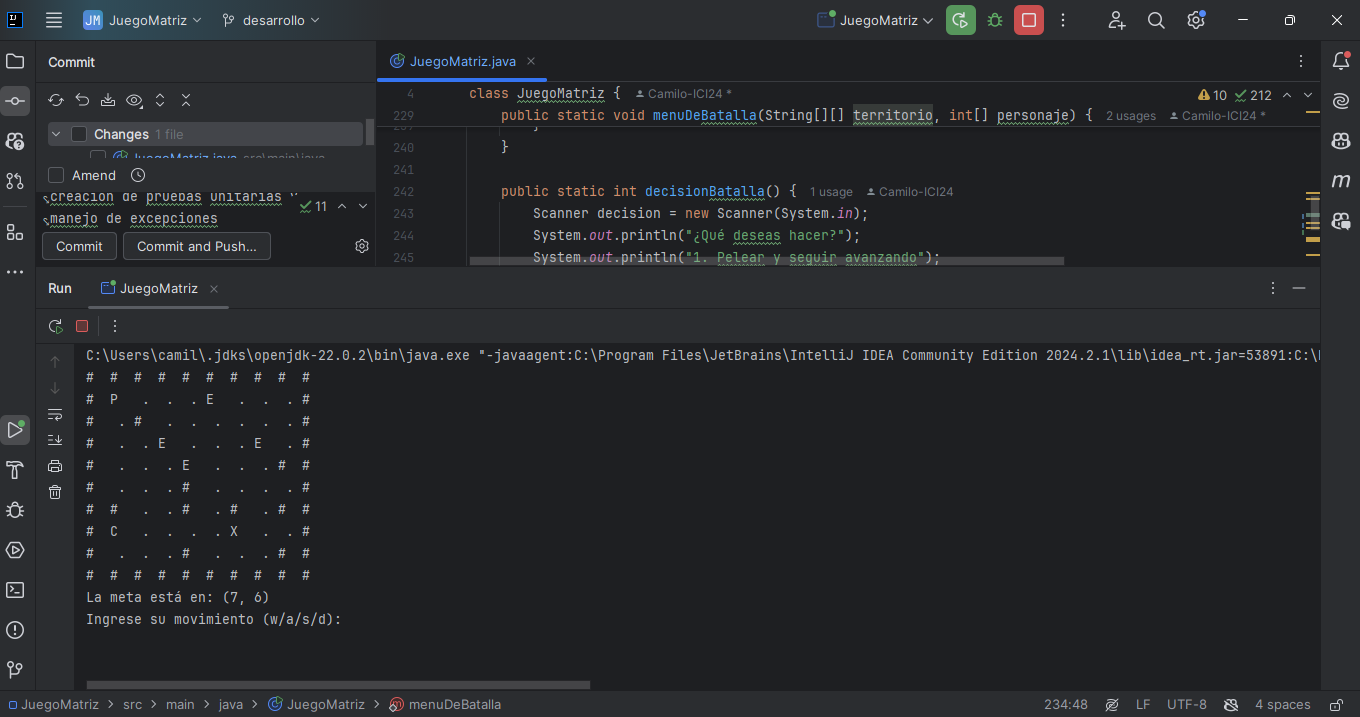 JM JuegoMatriz desarrollo JuegoMatriz
Commit
Changes 1 file
JuegoMatriz.java src\main\java
Amend
creacion de pruebas unitarias y
manejo de excepciones
11
Commit Commit and Push...
JuegoMatriz.java
4 class JuegoMatriz { Camilo-ICI24 *
10 212
229 public static void menuDeBatalla(String[][] territorio, int[] personaje) { 2 usages Camilo-ICI24 *
239 }
240 }
241
242 public static int decisionBatalla() { 1 usage Camilo-ICI24
243 Scanner decision = new Scanner(System.in);
244 System.out.println("¿Qué deseas hacer?");
245 System.out.println("1. Pelear y seguir avanzando");
Run JuegoMatriz
C:\Users\camil\.jdks\openjdk-22.0.2\bin\java.exe "-javaagent:C:\Program Files\JetBrains\IntelliJ IDEA Community Edition 2024.2.1\lib\idea_rt.jar=53891:C:\
# # # # # # # # # #
# P . . . E . . . #
# . # . . . . . . #
# . . E . . . E . #
# . . . E . . . # #
# . . . # . . . . #
# # . . # . # . # #
# C . . . . X . . #
# . . . # . . . # #
# # # # # # # # # #
La meta está en: (7, 6)
Ingrese su movimiento (w/a/s/d):
JuegoMatriz > src > main > java > JuegoMatriz > menuDeBatalla
234:48 LF UTF-8 4 spaces